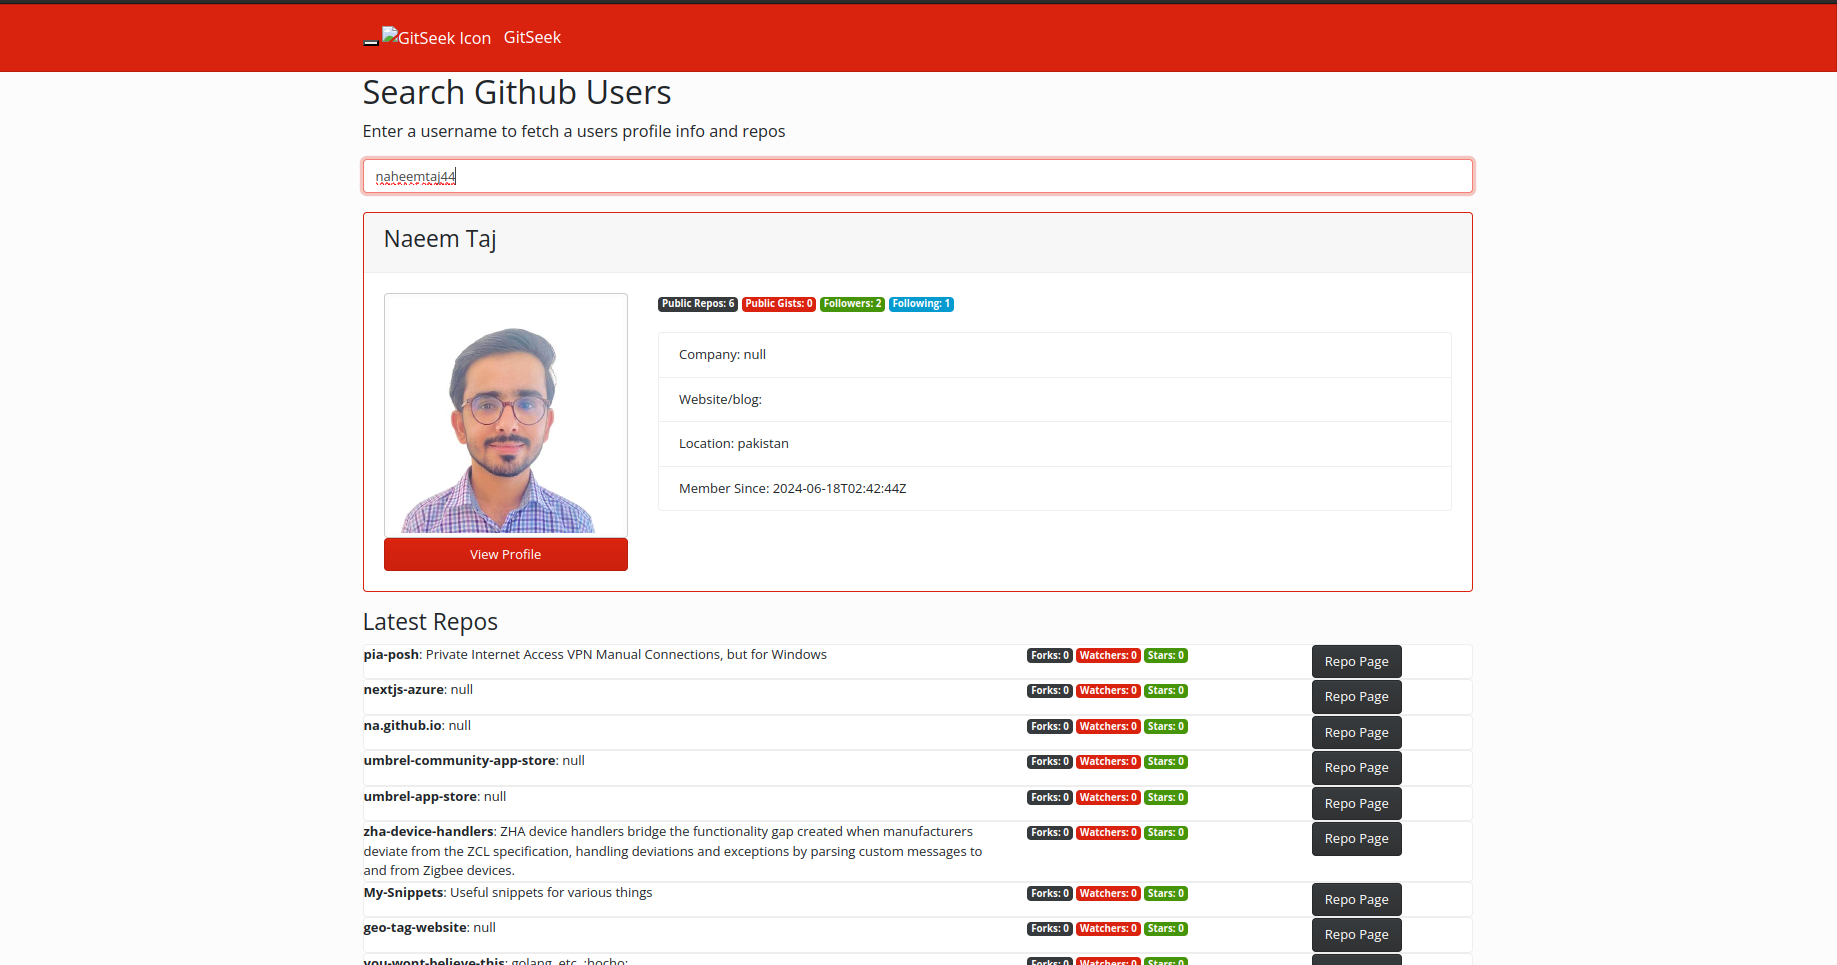 GitSeek Icon GitSeek
Search Github Users
Enter a username to fetch a users profile info and repos
naheemtaj44
Naeem Taj
Public Repos: 6 Public Gists: 0 Followers: 2 Following: 1
Company: null
Website/blog:
Location: pakistan
Member Since: 2024-06-18T02:42:44Z
View Profile
Latest Repos
pia-posh: Private Internet Access VPN Manual Connections, but for Windows Forks: 0 Watchers: 0 Stars: 0 Repo Page
nextjs-azure: null Forks: 0 Watchers: 0 Stars: 0 Repo Page
na.github.io: null Forks: 0 Watchers: 0 Stars: 0 Repo Page
umbrel-community-app-store: null Forks: 0 Watchers: 0 Stars: 0 Repo Page
umbrel-app-store: null Forks: 0 Watchers: 0 Stars: 0 Repo Page
zha-device-handlers: ZHA device handlers bridge the functionality gap created when manufacturers Forks: 0 Watchers: 0 Stars: 0 Repo Page
deviate from the ZCL specification, handling deviations and exceptions by parsing custom messages to
and from Zigbee devices.
My-Snippets: Useful snippets for various things Forks: 0 Watchers: 0 Stars: 0 Repo Page
geo-tag-website: null Forks: 0 Watchers: 0 Stars: 0 Repo Page
you-wont-believe-this: golang, etc. :hocho: Forks: 0 Watchers: 0 Stars: 0